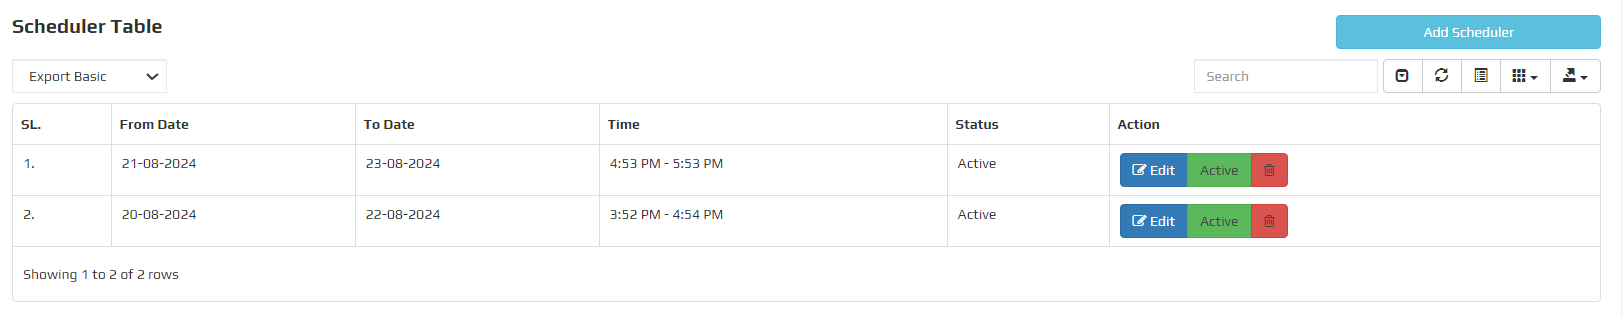 Scheduler Table
Add Scheduler
Export Basic
Search
SL. From Date To Date Time Status Action
1. 21-08-2024 23-08-2024 4:53 PM - 5:53 PM Active Edit Active
2. 20-08-2024 22-08-2024 3:52 PM - 4:54 PM Active Edit Active
Showing 1 to 2 of 2 rows